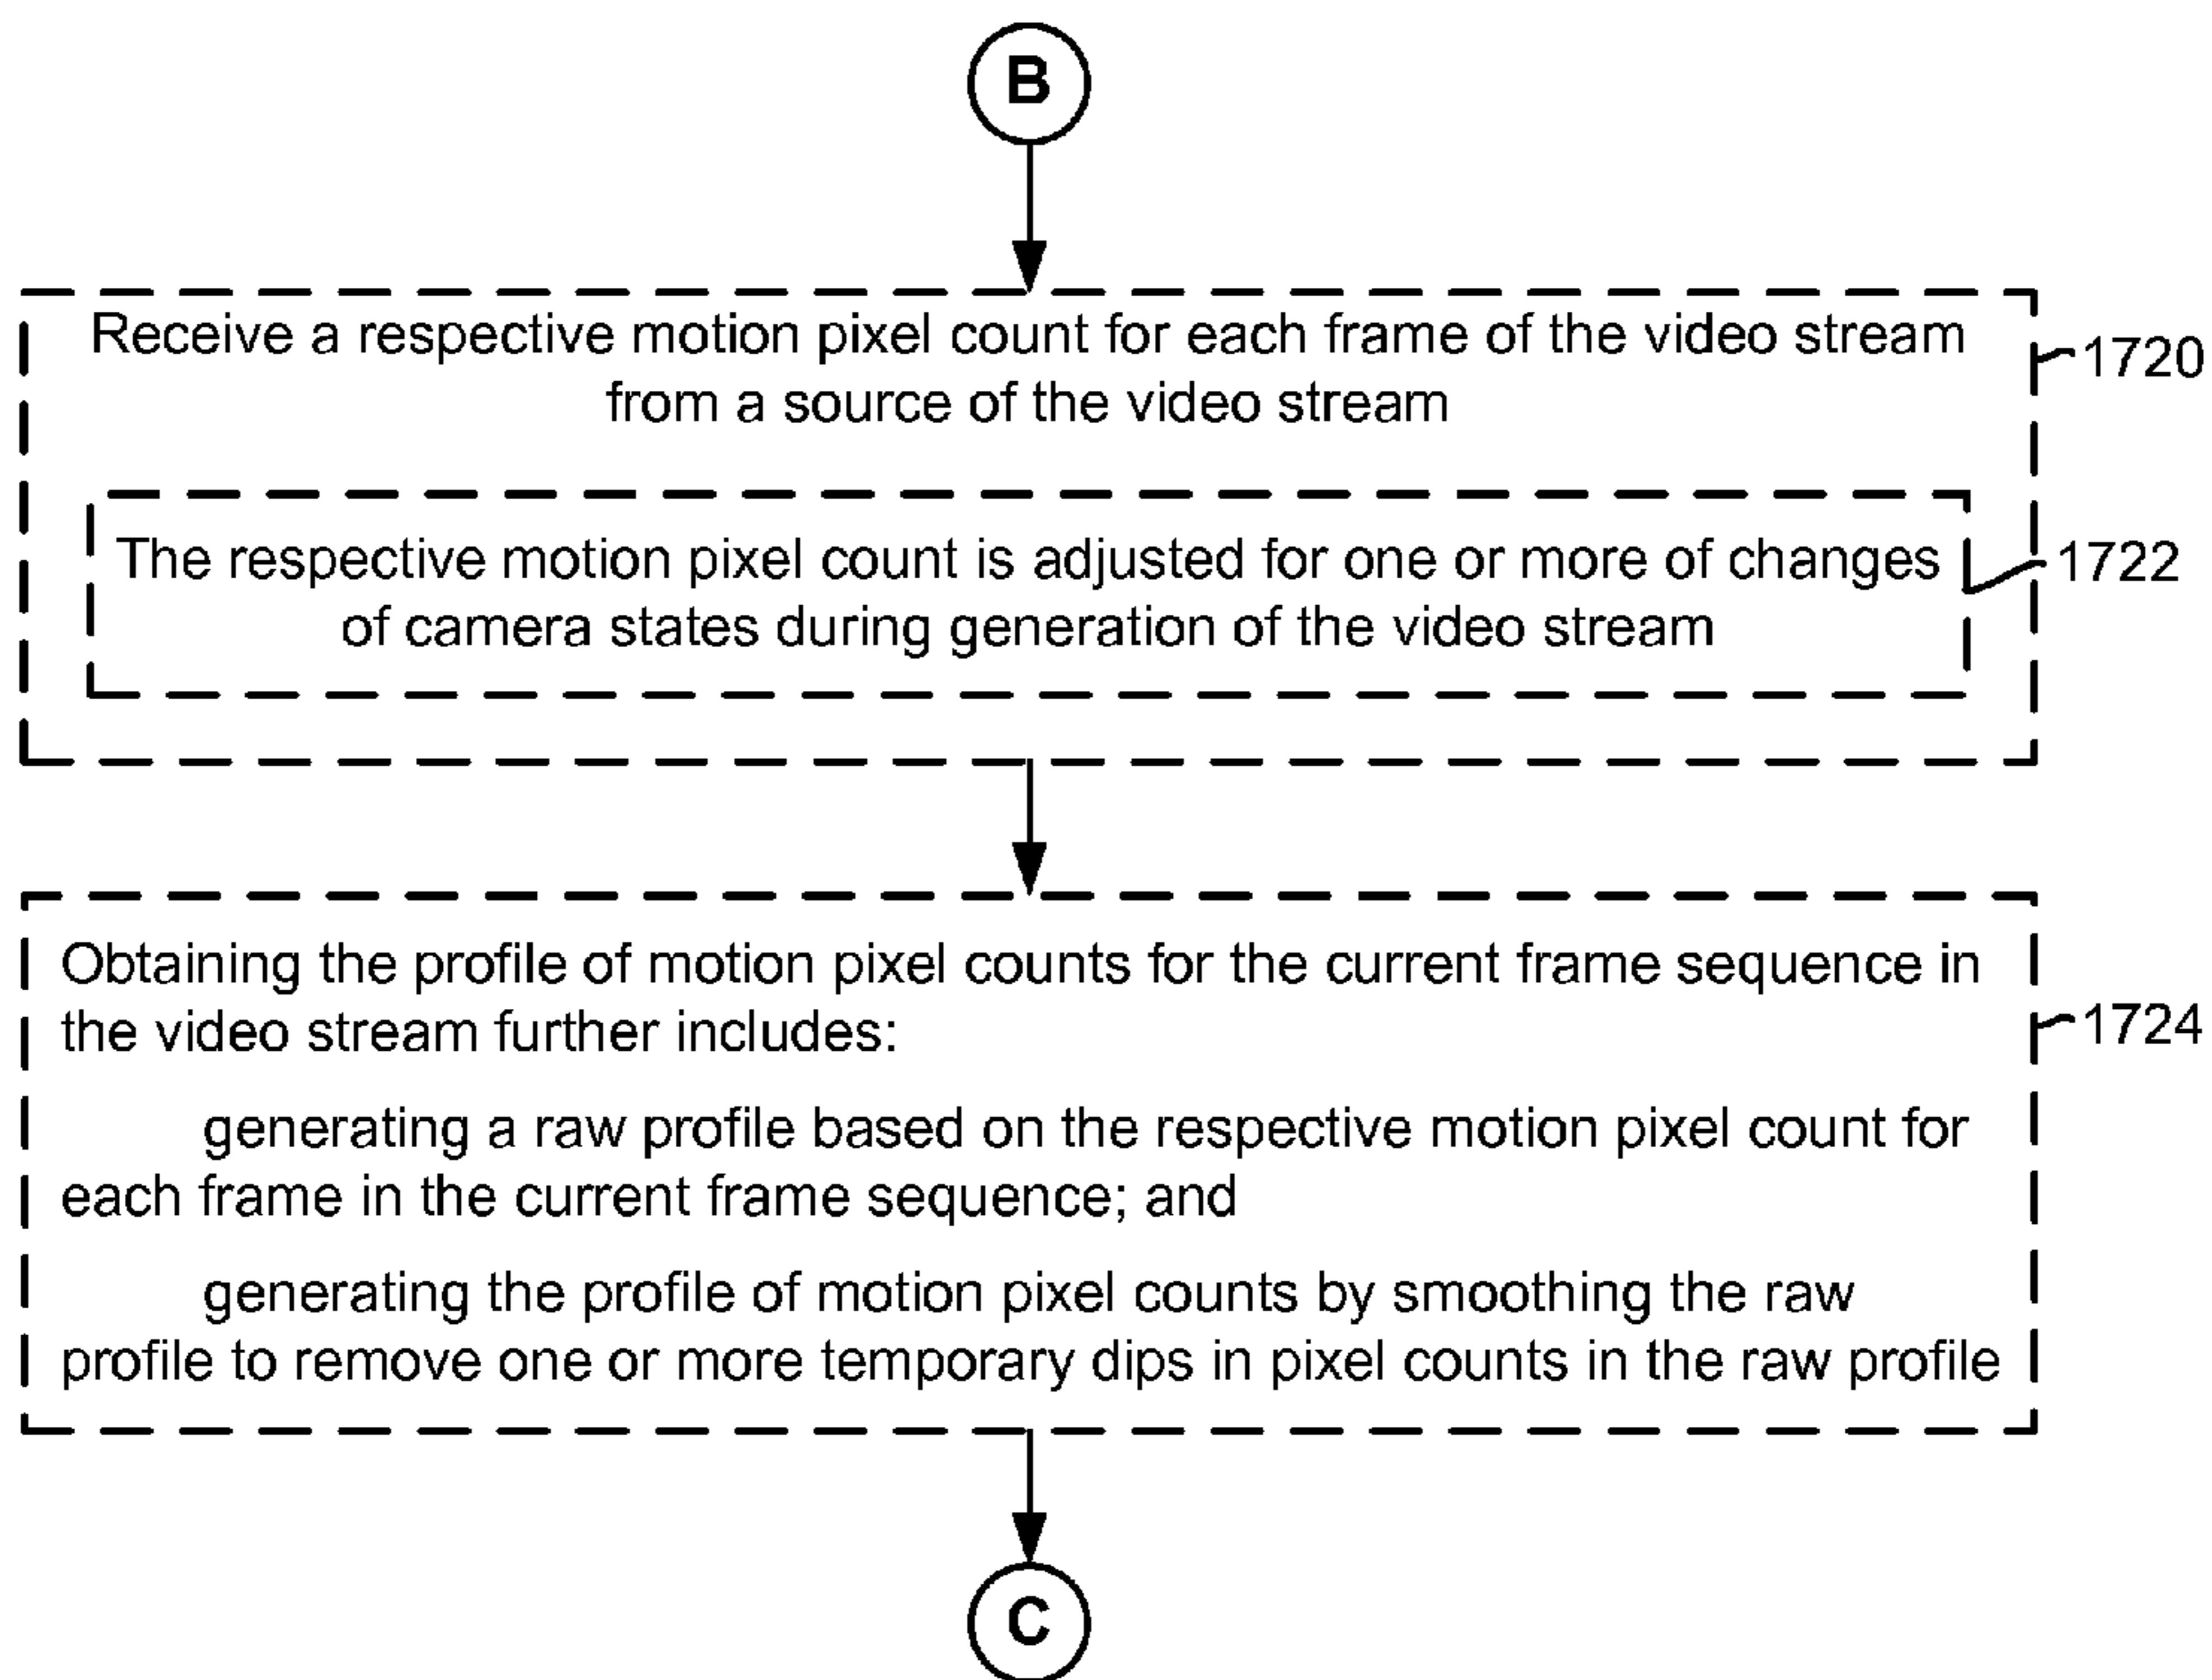 B
Receive a respective motion pixel count for each frame of the video stream
from a source of the video stream
1720
The respective motion pixel count is adjusted for one or more of changes
of camera states during generation of the video stream
1722
Obtaining the profile of motion pixel counts for the current frame sequence in
the video stream further includes:
1724
generating a raw profile based on the respective motion pixel count for
each frame in the current frame sequence; and
generating the profile of motion pixel counts by smoothing the raw
profile to remove one or more temporary dips in pixel counts in the raw profile
C